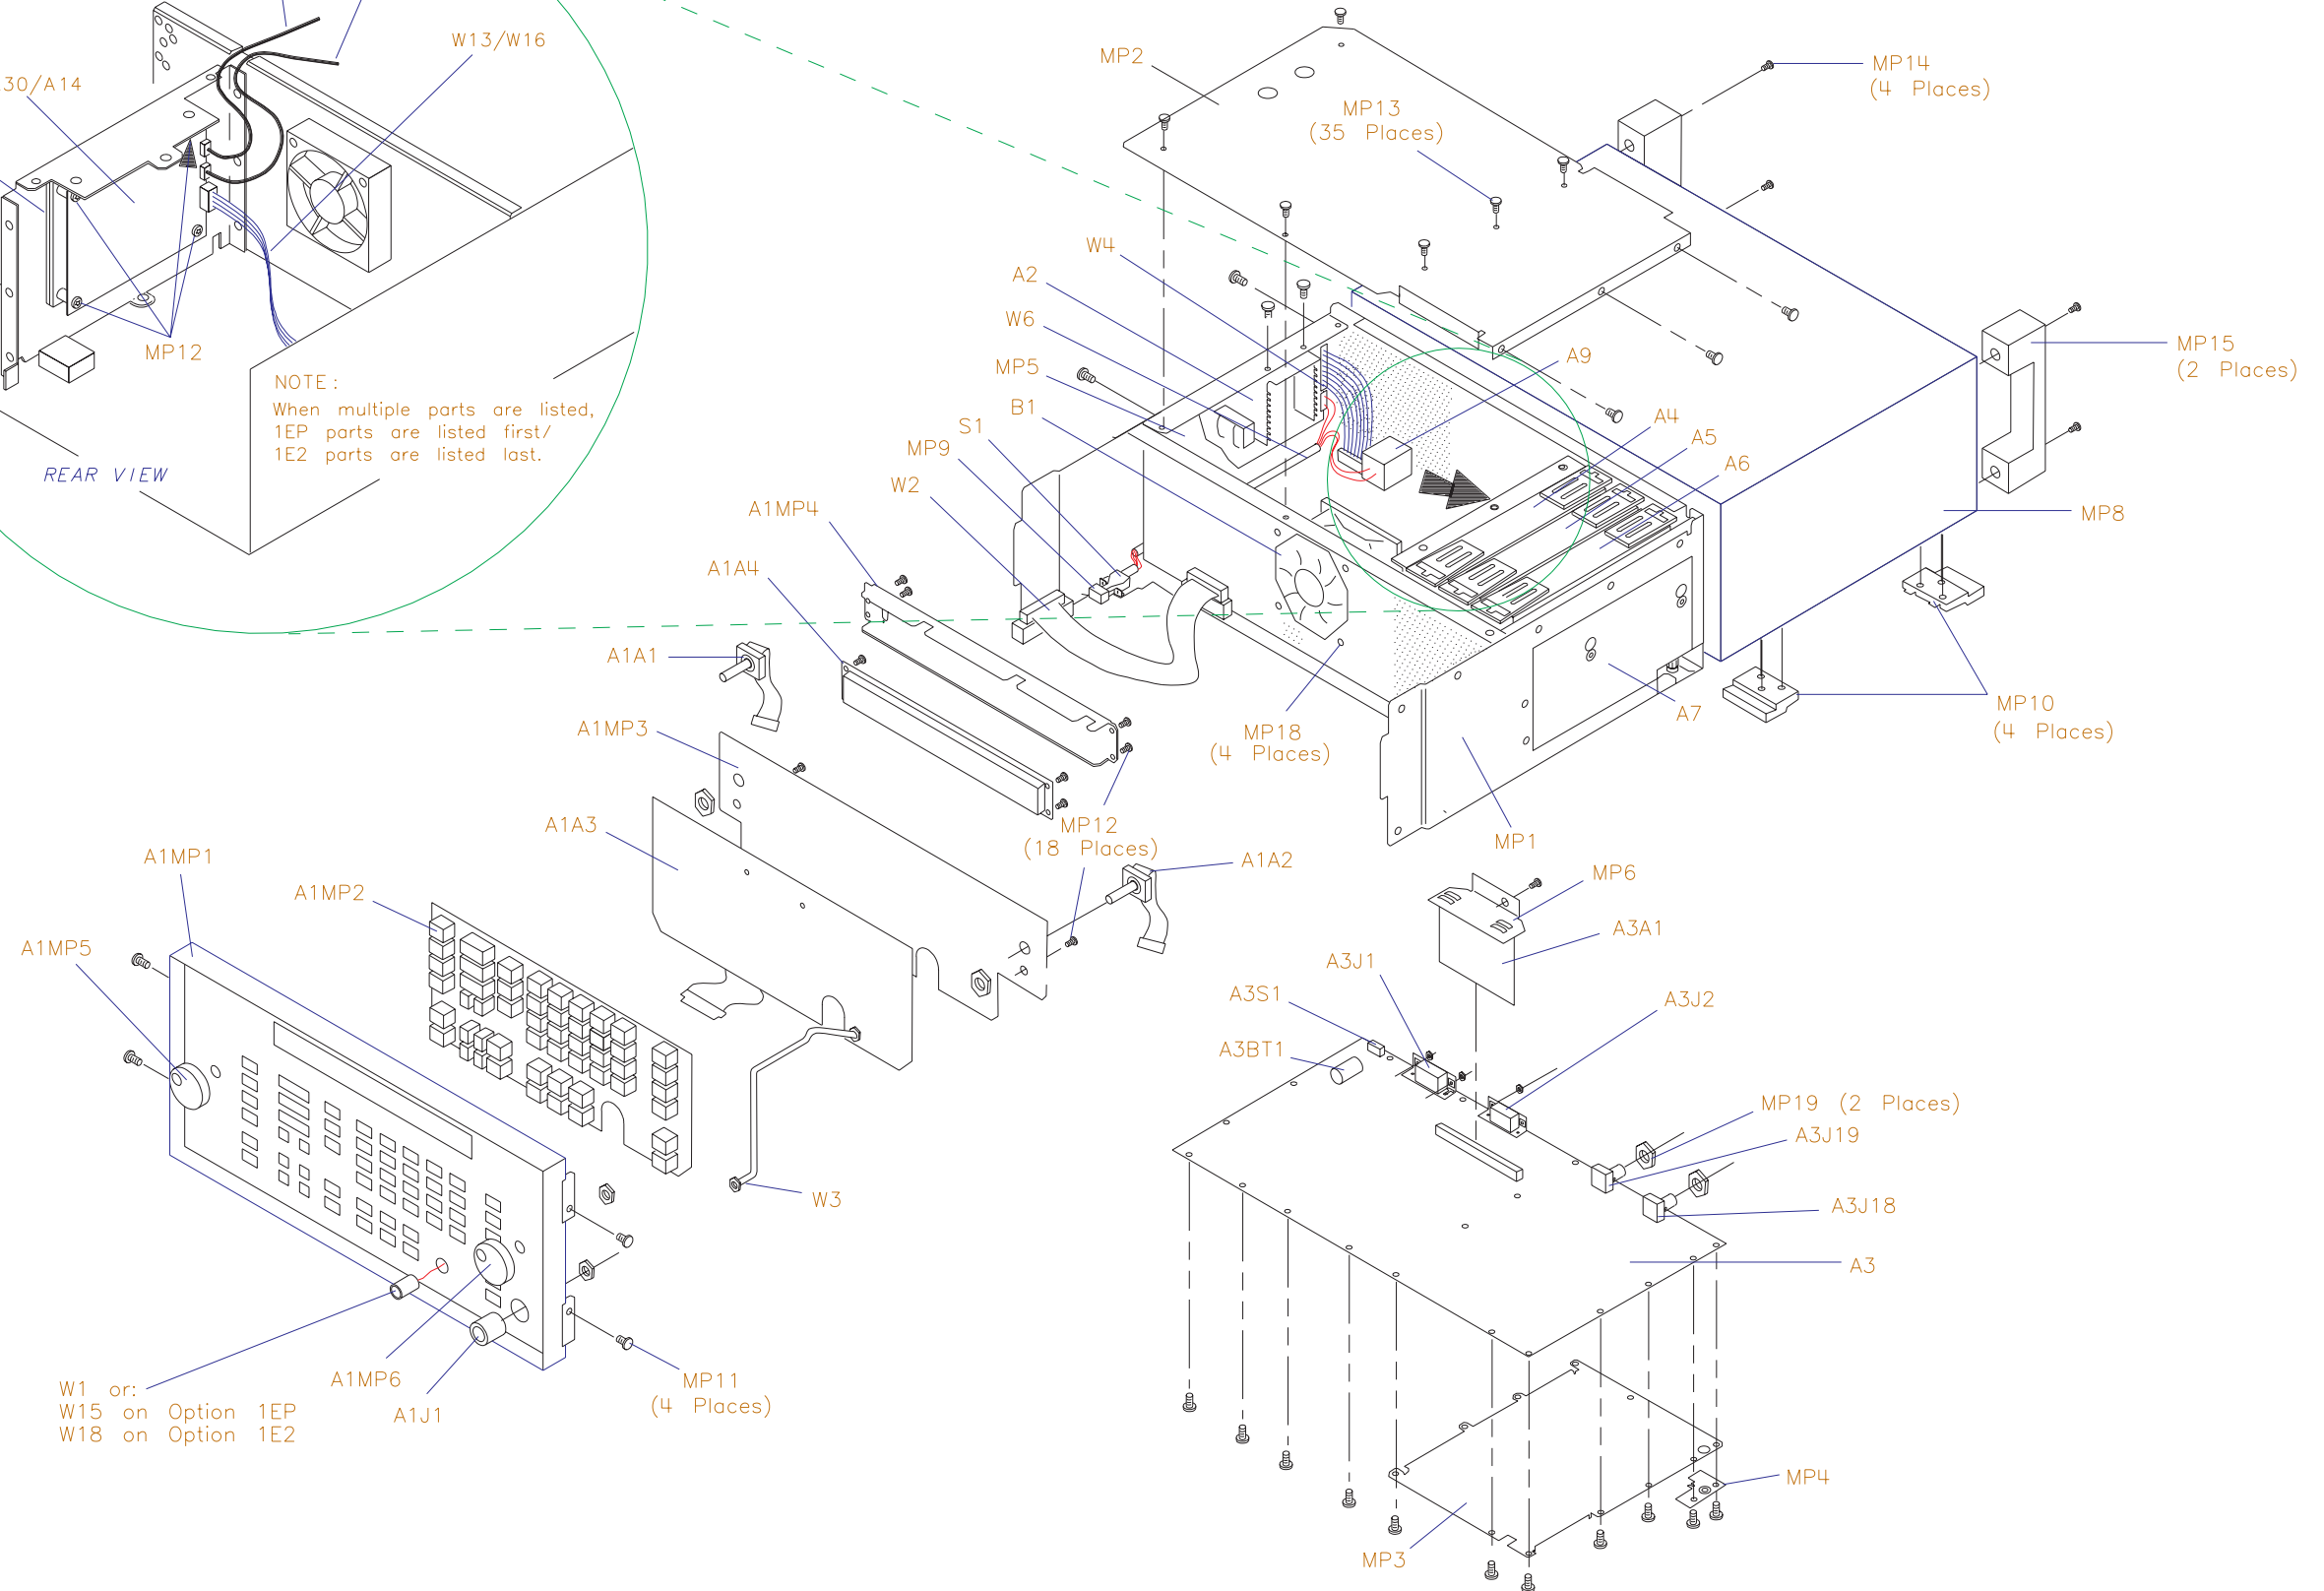 W13/W16
30/A14
MP12
NOTE:
When multiple parts are listed,
1EP parts are listed first/
1E2 parts are listed last.
REAR VIEW
MP2
MP14
(4 Places)
MP13
(35 Places)
W4
A2
W6
MP5
B1
S1
MP9
W2
A9
A4
A5
A6
MP15
(2 Places)
MP8
A1MP4
A1A4
A1A1
A1MP3
A1A3
MP18
(4 Places)
A7
MP10
(4 Places)
MP1
MP12
(18 Places)
A1A2
A1MP1
A1MP2
A1MP5
MP6
A3A1
A3J1
A3S1
A3J2
A3BT1
MP19 (2 Places)
A3J19
A3J18
W3
A3
A1MP6
A1J1
MP11
(4 Places)
W1 or:
W15 on Option 1EP
W18 on Option 1E2
MP4
MP3